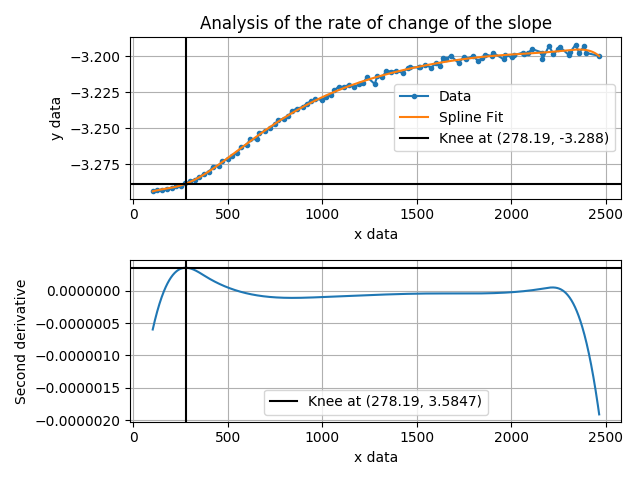 Analysis of the rate of change of the slope
−3.200
−3.225
−3.250
−3.275
y data
Data
Spline Fit
Knee at (278.19, -3.288)
0
500
1000
1500
2000
2500
x data
0.0000000
−0.0000005
−0.0000010
−0.0000015
−0.0000020
Second derivative
Knee at (278.19, 3.5847)
0
500
1000
1500
2000
2500
x data